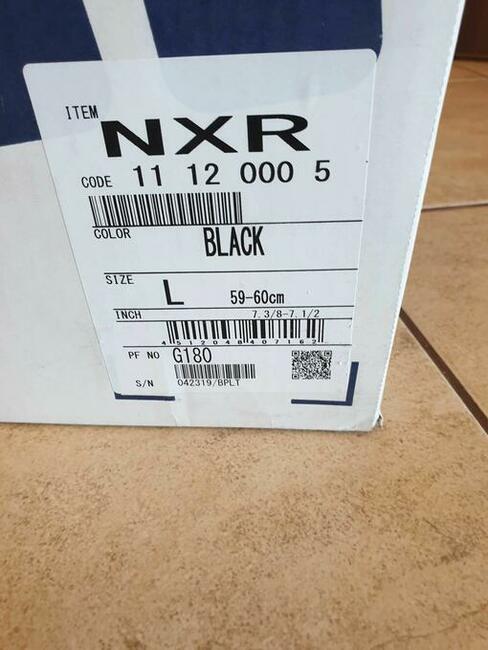 ITEM NXR
CODE 11 12 000 5
COLOR BLACK
SIZE L 59-60cm
INCH 7.3/8-7.1/2
4512048407162
PF NO G180
S/N 042319/BPLT